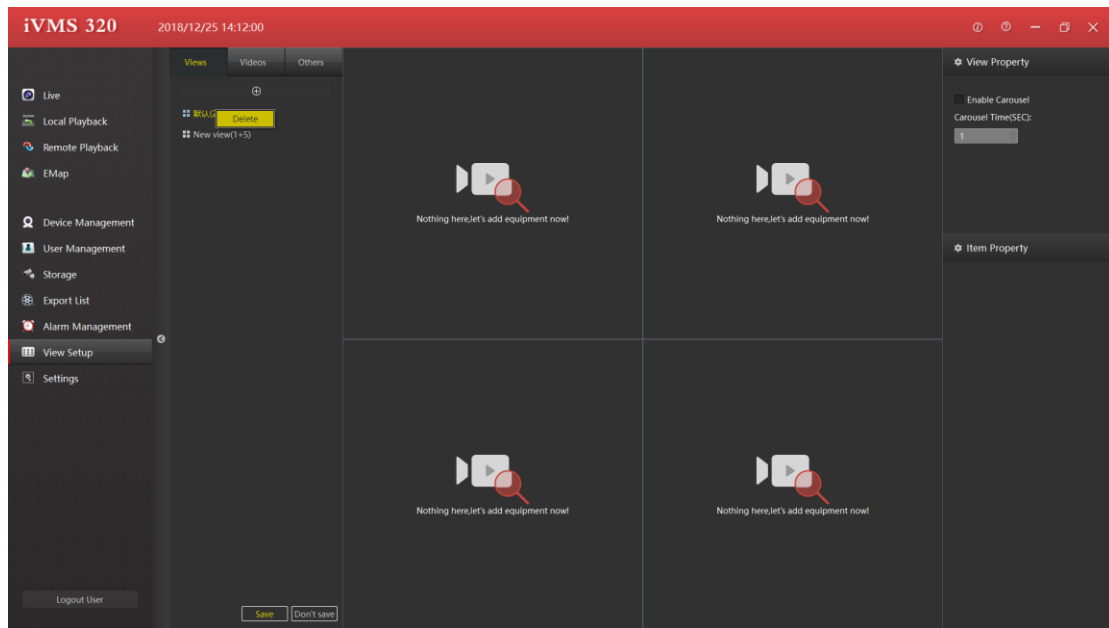 iVMS 320 2018/12/25 14:12:00
Live
Local Playback
Remote Playback
EMap
Device Management
User Management
Storage
Export List
Alarm Management
View Setup
Settings
Logout User
Views Videos Others
默认(2
Delete
New view(1+5)
Save Don't save
Nothing here,let's add equipment now!
Nothing here,let's add equipment now!
Nothing here,let's add equipment now!
Nothing here,let's add equipment now!
View Property
Enable Carousel
Carousel Time(SEC):
1
Item Property